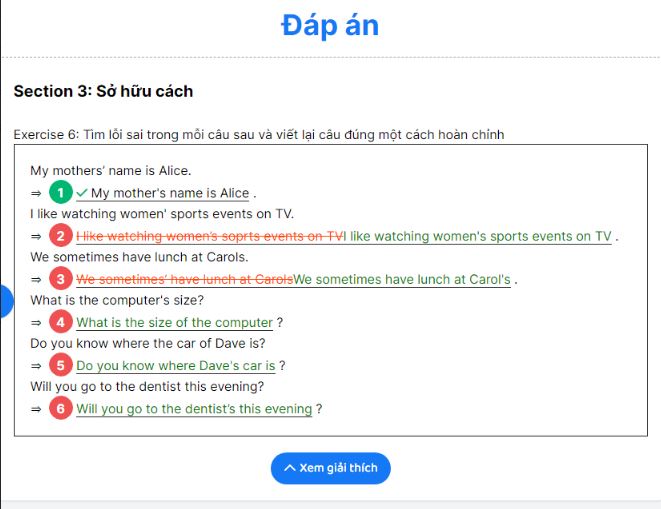 Đáp án
Section 3: Sở hữu cách
Exercise 6: Tìm lỗi sai trong mỗi câu sau và viết lại câu đúng một cách hoàn chỉnh
My mothers’ name is Alice.
⇒ 1 ✓ My mother's name is Alice .
I like watching women' sports events on TV.
⇒ 2 I like watching women’s soprts events on TVI like watching women's sports events on TV .
We sometimes have lunch at Carols.
⇒ 3 We sometimes’ have lunch at CarolsWe sometimes have lunch at Carol's .
What is the computer's size?
⇒ 4 What is the size of the computer ?
Do you know where the car of Dave is?
⇒ 5 Do you know where Dave's car is ?
Will you go to the dentist this evening?
⇒ 6 Will you go to the dentist’s this evening ?
Xem giải thích